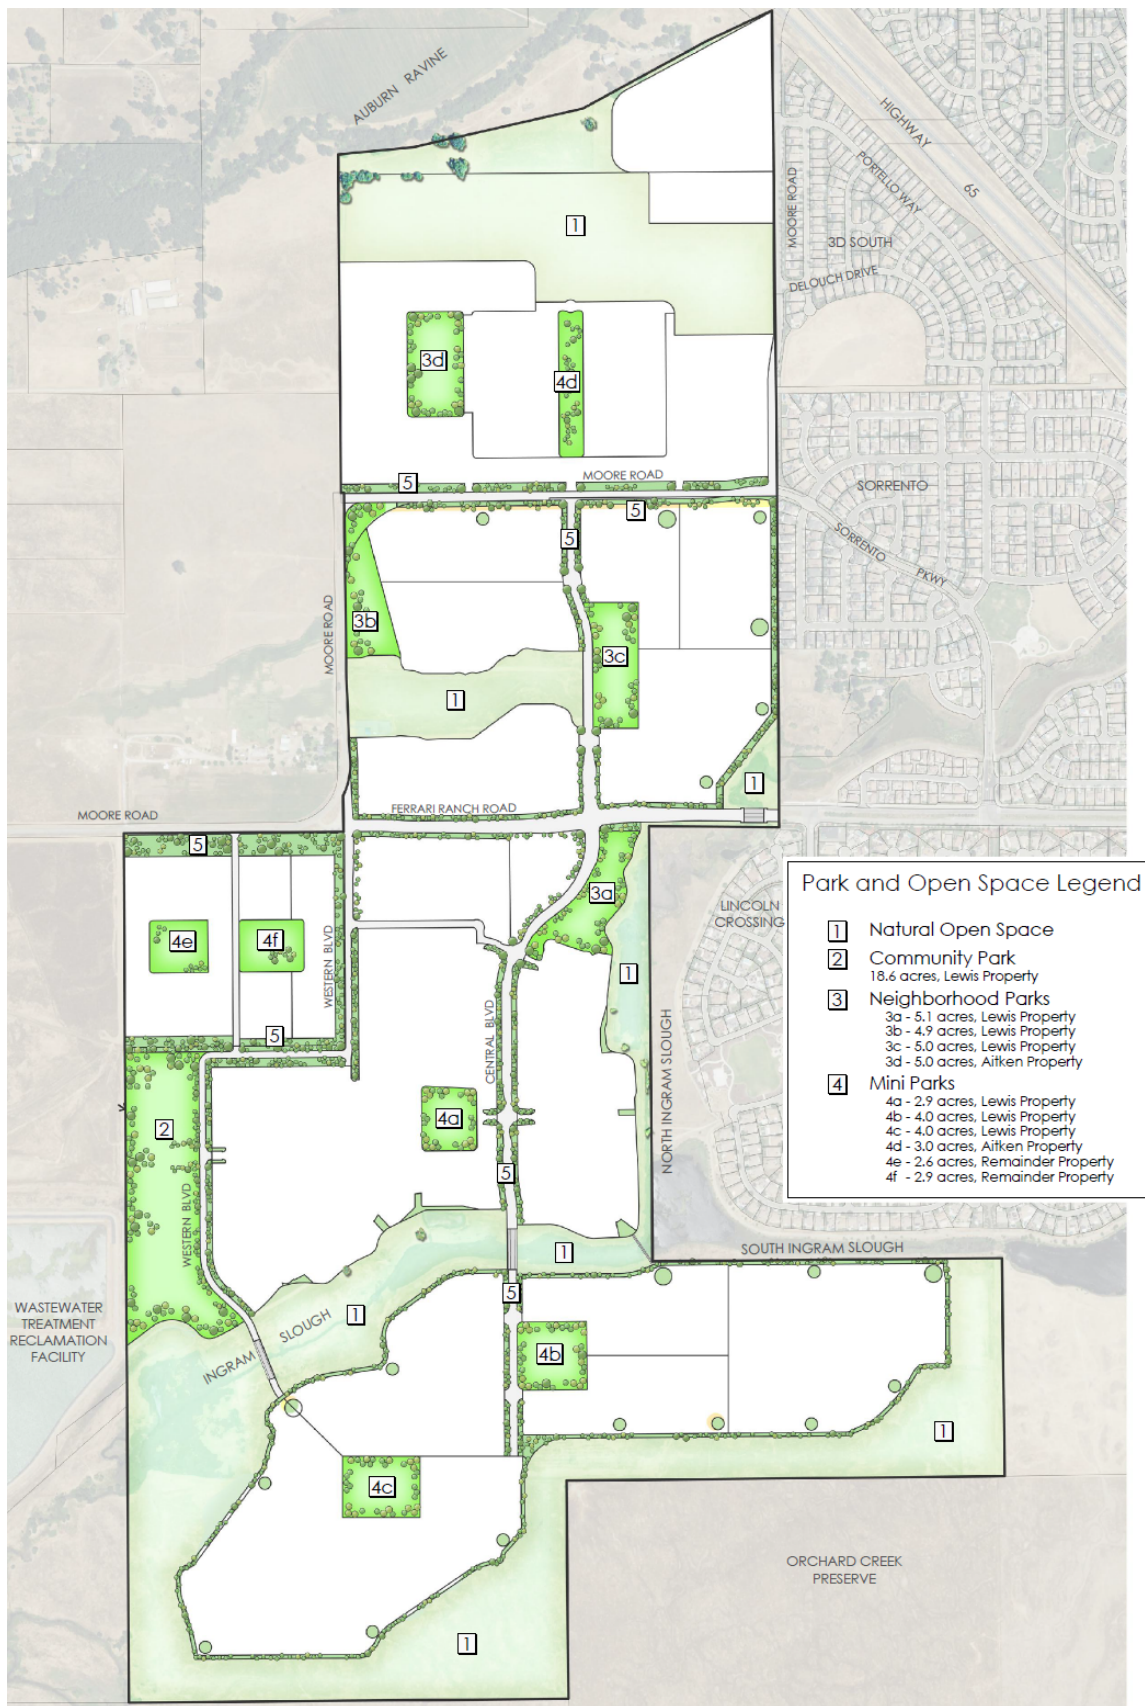 AUBURN RAVINE
HIGHWAY
65
MOORE ROAD
PORTELLO WAY
3D SOUTH
DELOUCH DRIVE
1
3d
4d
MOORE ROAD
5
5
5
SORRENTO
SORRENTO PKWY
MOORE ROAD
3b
3c
1
1
MOORE ROAD
FERRARI RANCH ROAD
5
4e
4f
WESTERN BLVD
5
3a
LINCOLN
CROSSING
1
CENTRAL BLVD
NORTH INGRAM SLOUGH
2
4a
5
WESTERN BLVD
1
SOUTH INGRAM SLOUGH
5
1
INGRAM SLOUGH
WASTEWATER
TREATMENT
RECLAMATION
FACILITY
4b
1
4c
1
ORCHARD CREEK
PRESERVE
Park and Open Space Legend
1 Natural Open Space
2 Community Park
18.6 acres, Lewis Property
3 Neighborhood Parks
3a - 5.1 acres, Lewis Property
3b - 4.9 acres, Lewis Property
3c - 5.0 acres, Lewis Property
3d - 5.0 acres, Aitken Property
4 Mini Parks
4a - 2.9 acres, Lewis Property
4b - 4.0 acres, Lewis Property
4c - 4.0 acres, Lewis Property
4d - 3.0 acres, Aitken Property
4e - 2.6 acres, Remainder Property
4f - 2.9 acres, Remainder Property